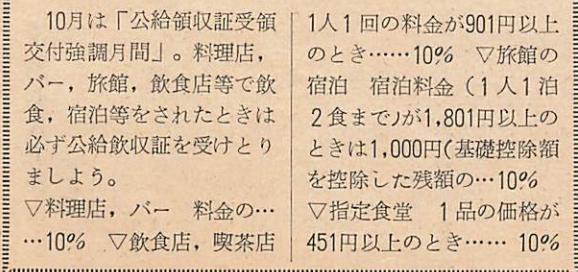 10月は「公給領収証受領
交付強調月間」。料理店，
バー，旅館，飲食店等で飲
食，宿泊等をされたときは
必ず公給飲収証を受けとり
ましよう。
▽料理店，バー　料金の…
…10%　▽飲食店，喫茶店
1人1回の料金が901円以上
のとき……10%　▽旅館の
宿泊　宿泊料金（1人1泊
2食まで)が1,801円以上の
ときは1,000円(基礎控除額
を控除した残額の…10%
▽指定食堂　1品の価格が
451円以上のとき…… 10%